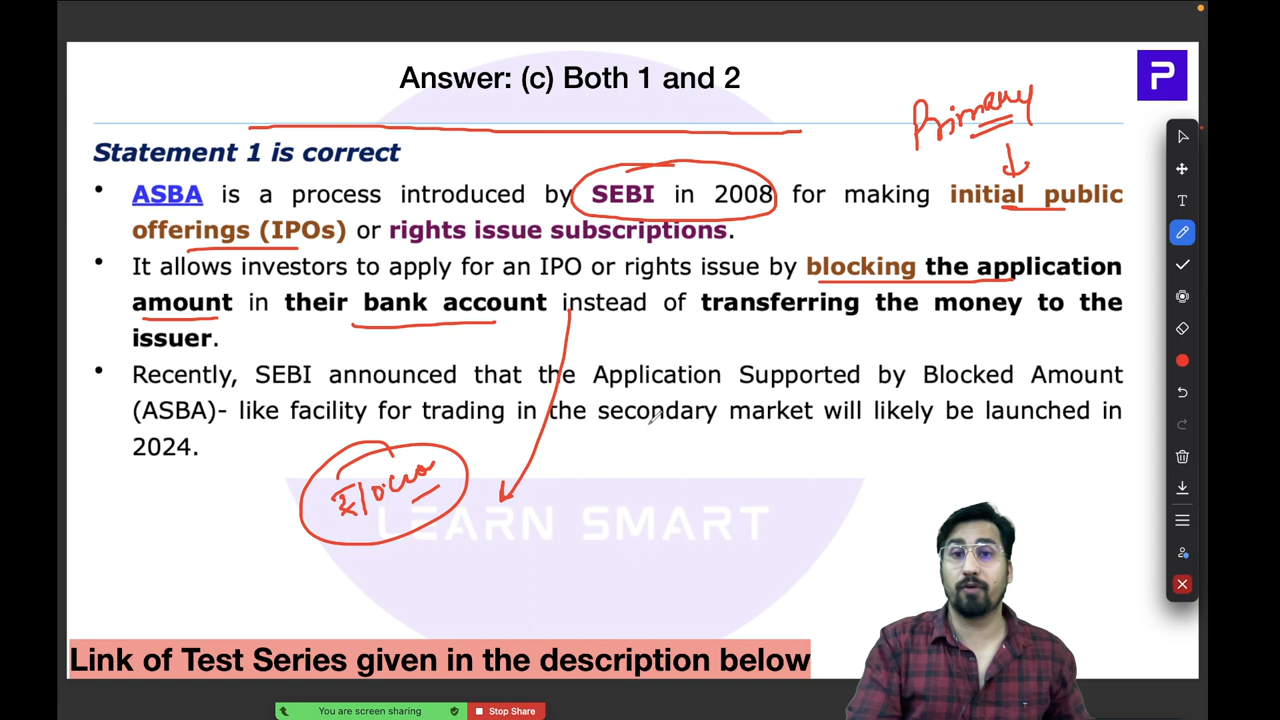 Answer: (c) Both 1 and 2
P
Primary
Statement 1 is correct
• ASBA is a process introduced by SEBI in 2008 for making initial public
offerings (IPOs) or rights issue subscriptions.
• It allows investors to apply for an IPO or rights issue by blocking the application
amount in their bank account instead of transferring the money to the
issuer.
• Recently, SEBI announced that the Application Supported by Blocked Amount
(ASBA)- like facility for trading in the secondary market will likely be launched in
2024.
LEARN SMART
Link of Test Series given in the description below
You are screen sharing
Stop Share